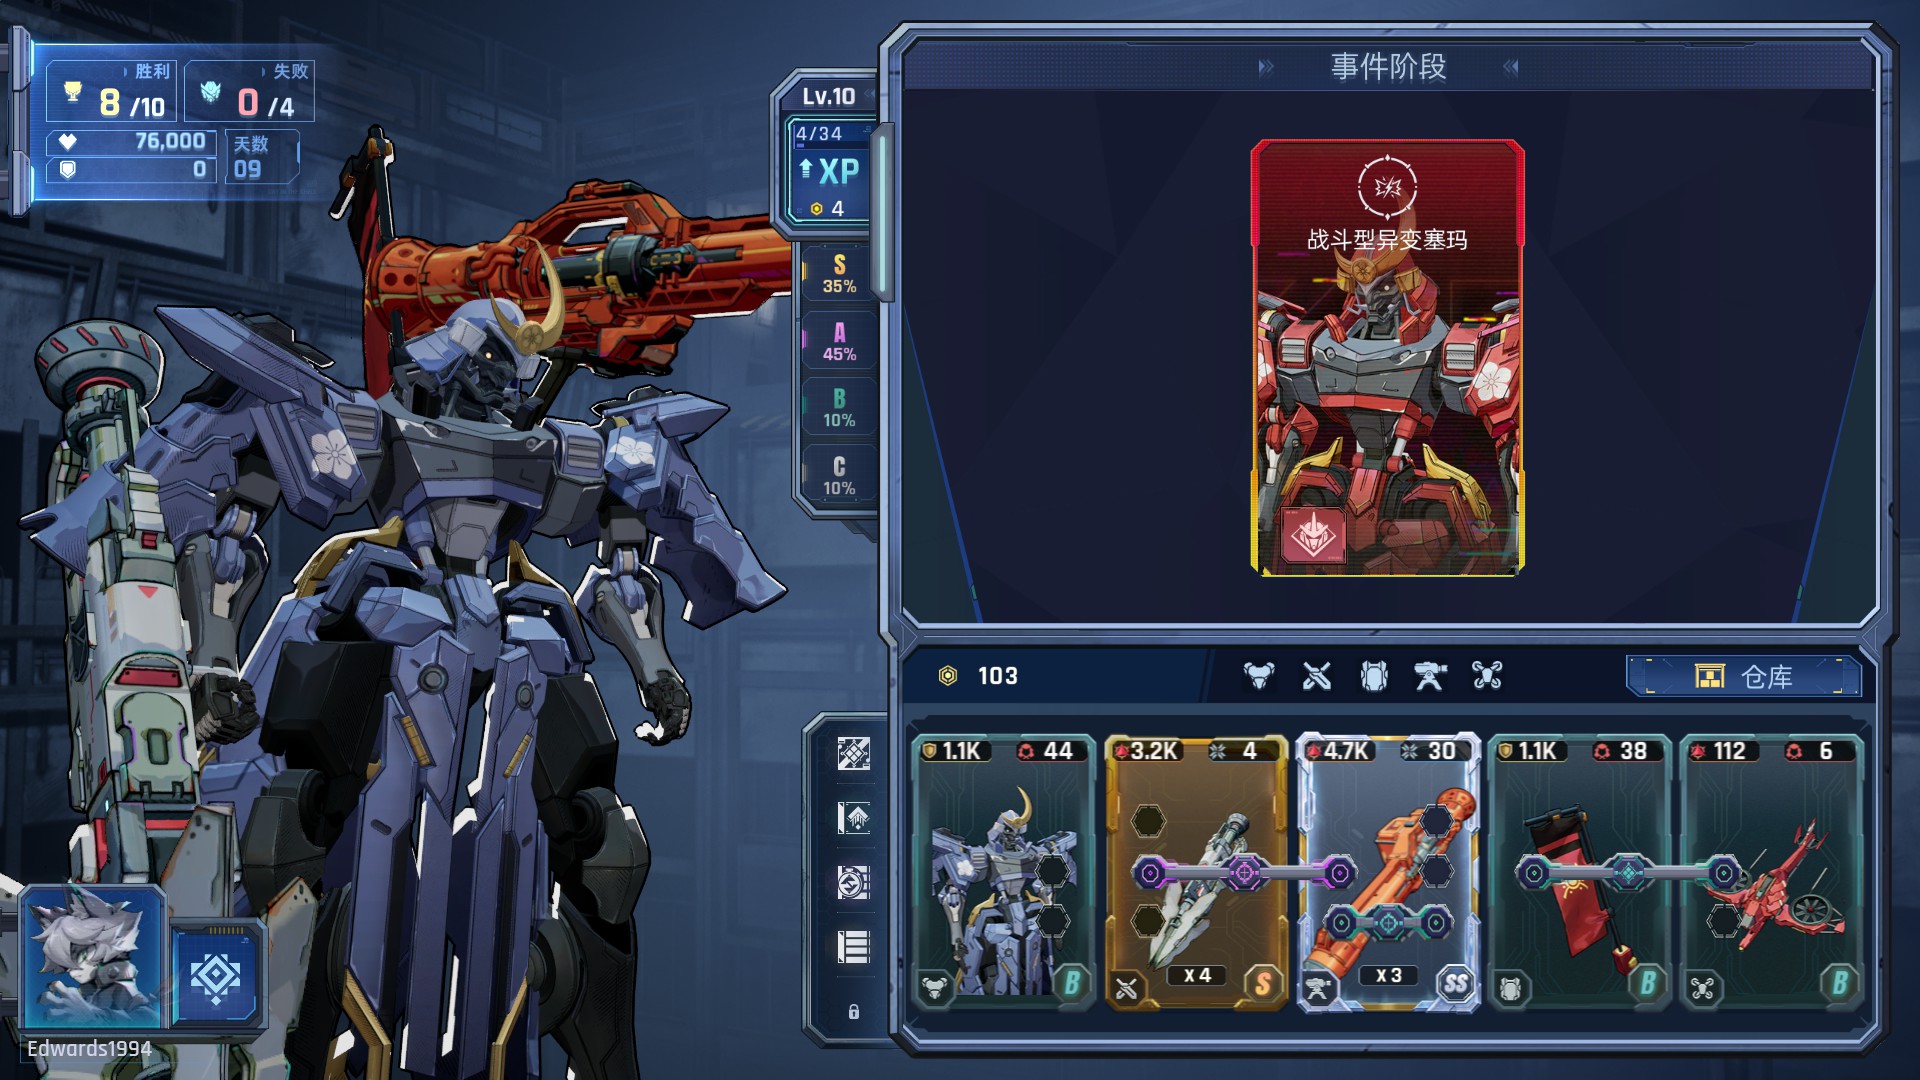 胜利
8 /10
失败
0 /4
76,000
0
天数
09
Lv.10
4/34
XP
4
S
35%
A
45%
B
10%
C
10%
事件阶段
战斗型异变塞玛
103
仓库
1.1K 44
B
3.2K 4
x4
S
4.7K 30
x3
SS
1.1K 38
B
112 6
B
Edwards1994